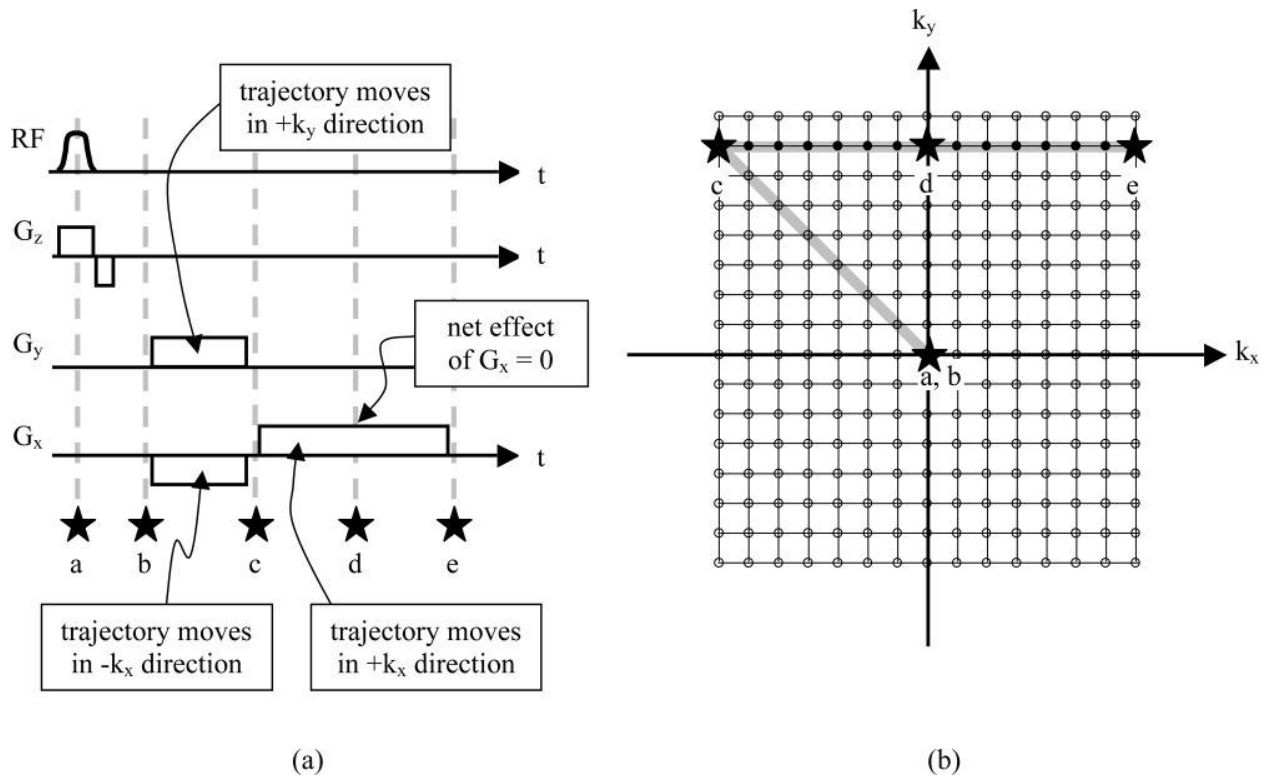 trajectory moves
in +ky direction
RF
t
Gz
t
net effect
of Gx = 0
Gy
Gx
t
a
b
c
d
e
trajectory moves
in -kx direction
trajectory moves
in +kx direction
(a)
ky
c
d
e
kx
a, b
(b)